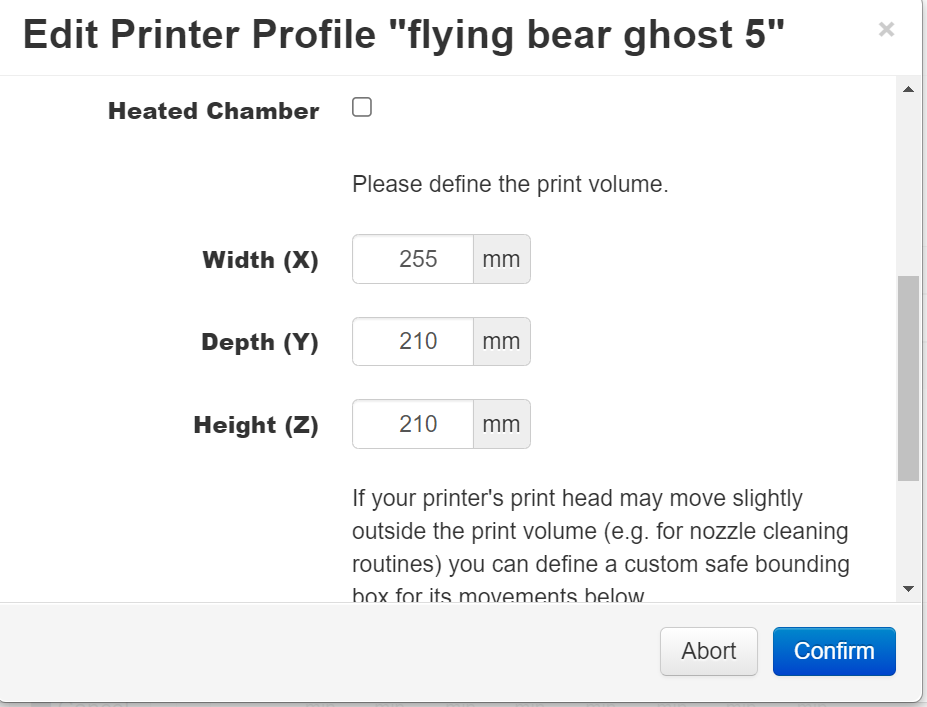 Edit Printer Profile "flying bear ghost 5"
×
Heated Chamber
Please define the print volume.
Width (X) 255 mm
Depth (Y) 210 mm
Height (Z) 210 mm
If your printer's print head may move slightly
outside the print volume (e.g. for nozzle cleaning
routines) you can define a custom safe bounding
box for its movements below.
Abort Confirm